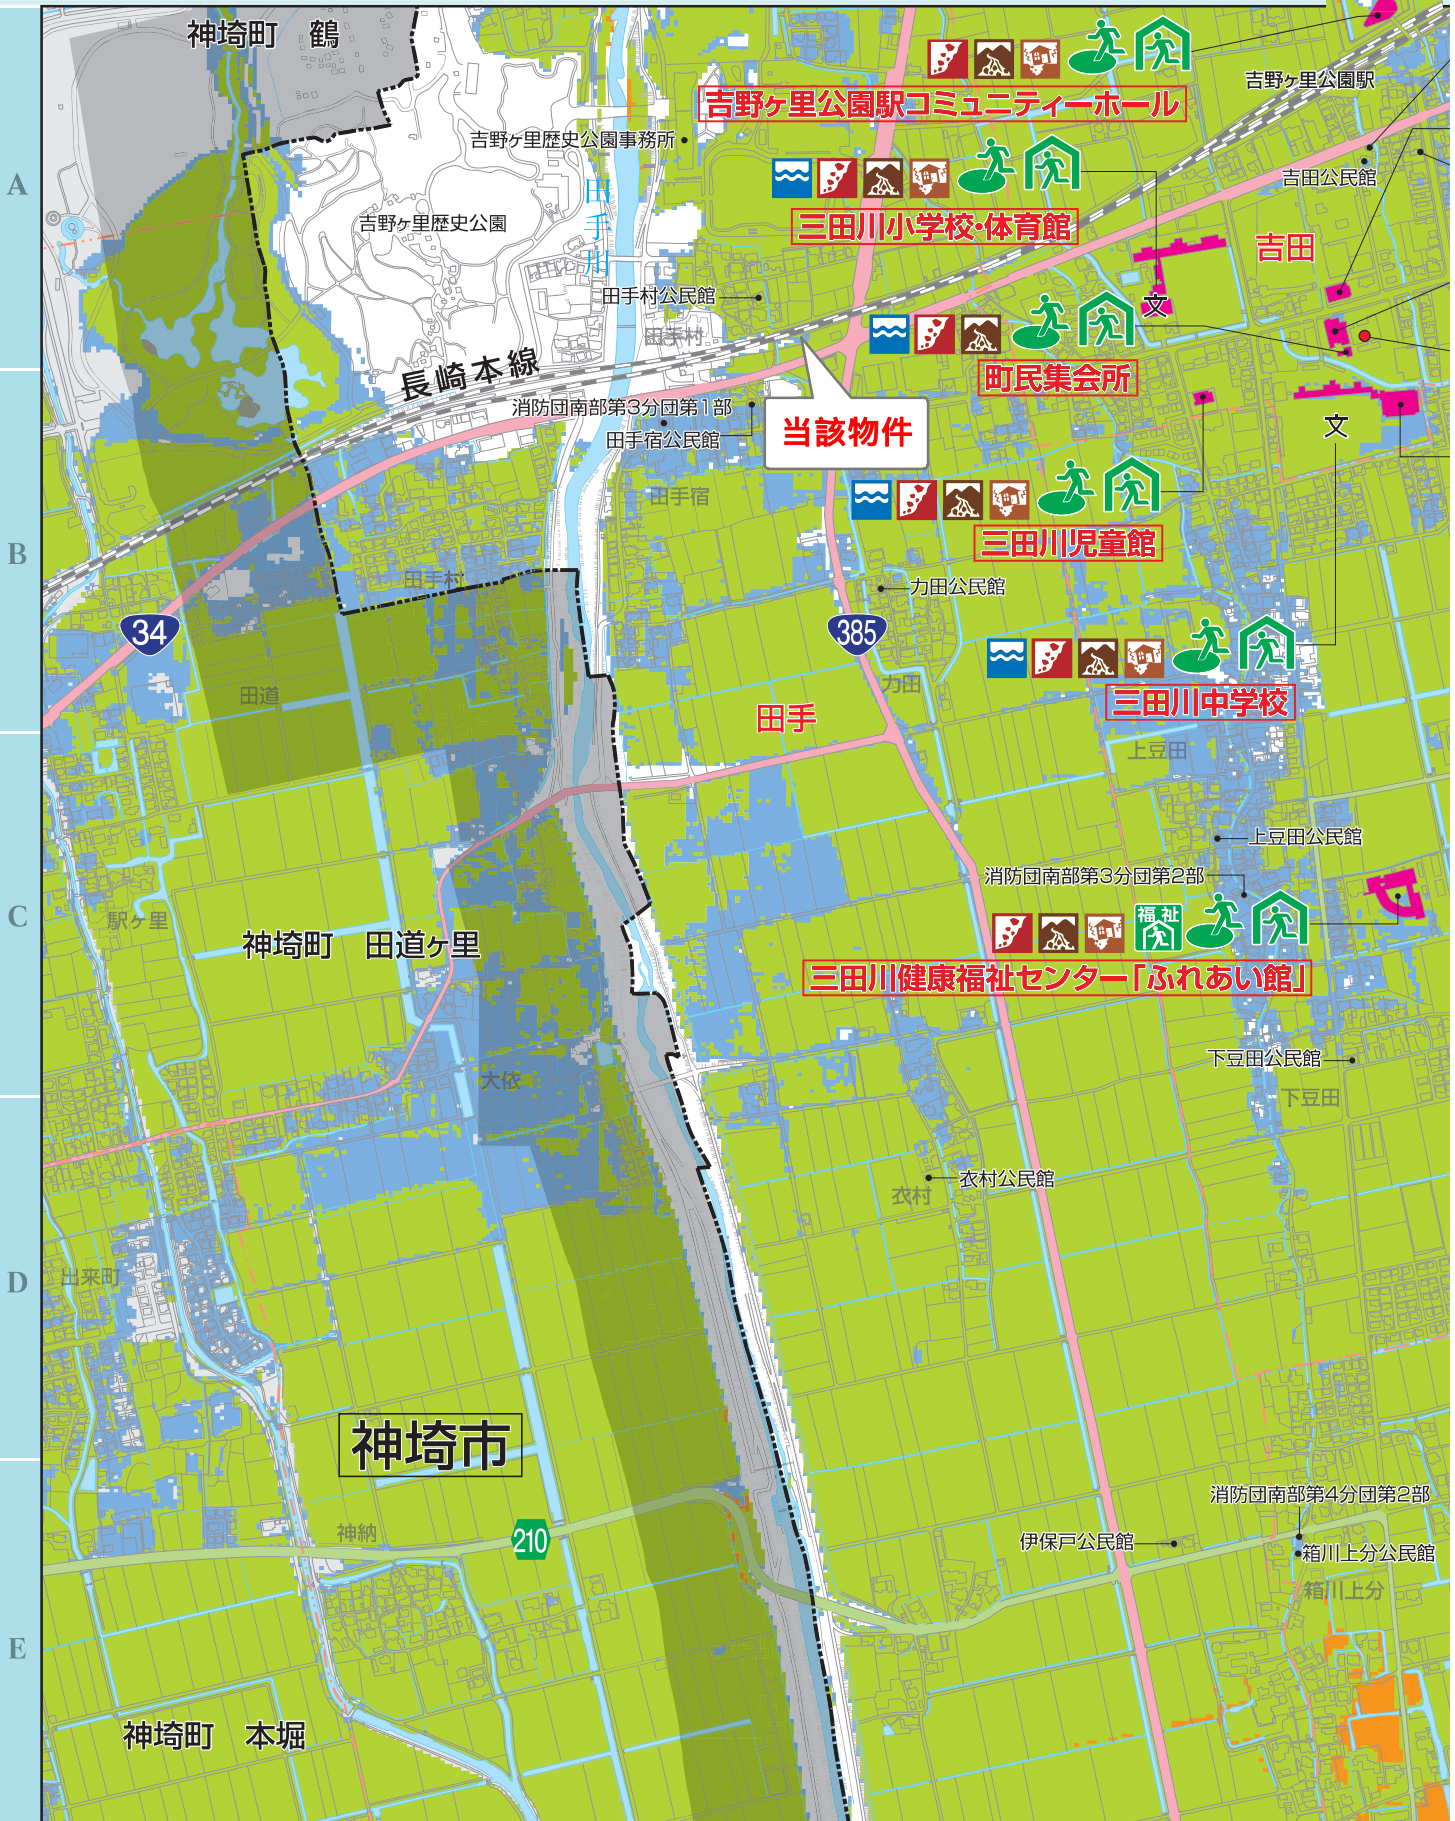 神埼町　鶴
吉野ヶ里公園駅
吉野ヶ里公園駅コミュニティーホール
吉野ヶ里歴史公園事務所
A
吉田公民館
田手川
吉野ヶ里歴史公園
三田川小学校・体育館
吉田
田手村公民館
文
田手村
長崎本線
町民集会所
消防団南部第3分団第1部
田手宿公民館
当該物件
文
田手宿
B
三田川児童館
田手村
力田公民館
34
385
田道
力田
三田川中学校
田手
上豆田
上豆田公民館
消防団南部第3分団第2部
C
駅ヶ里
福祉
神埼町　田道ヶ里
三田川健康福祉センター「ふれあい館」
下豆田公民館
大依
下豆田
衣村公民館
衣村
D
出来町
神埼市
消防団南部第4分団第2部
神納
210
伊保戸公民館
箱川上分公民館
箱川上分
E
神埼町　本堀